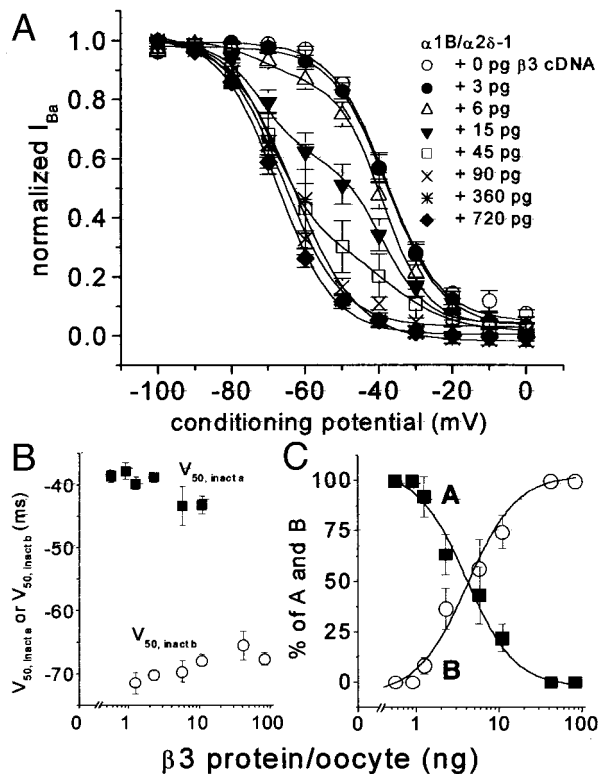 A
α1B/α2δ-1
+ 0 pg β3 cDNA
+ 3 pg
+ 6 pg
+ 15 pg
+ 45 pg
+ 90 pg
+ 360 pg
+ 720 pg
normalized I_Ba
1.0
0.8
0.6
0.4
0.2
0.0
-100 -80 -60 -40 -20 0
conditioning potential (mV)
B
V50, inact a or V50, inact b (ms)
-40
-50
-60
-70
V50, inact a
V50, inact b
0 1 10 100
C
% of A and B
100
50
0
A
B
0 1 10 100
β3 protein/oocyte (ng)